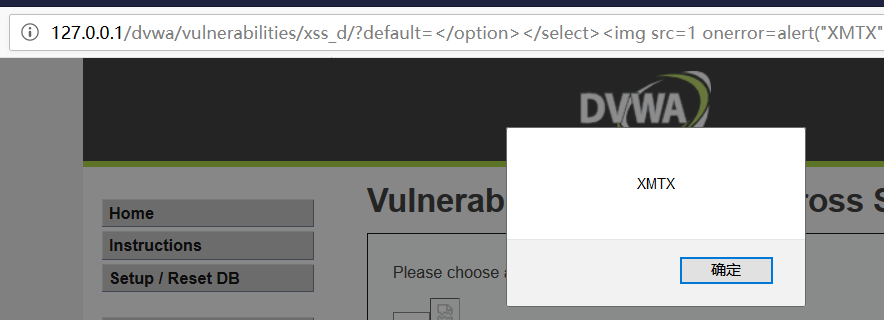 127.0.0.1/dvwa/vulnerabilities/xss_d/?default=</option></select><img src=1 onerror=alert("XMTX"
DVWA
XMTX
Home
Vulnerab ross S
Instructions
确定
Setup / Reset DB
Please choose a